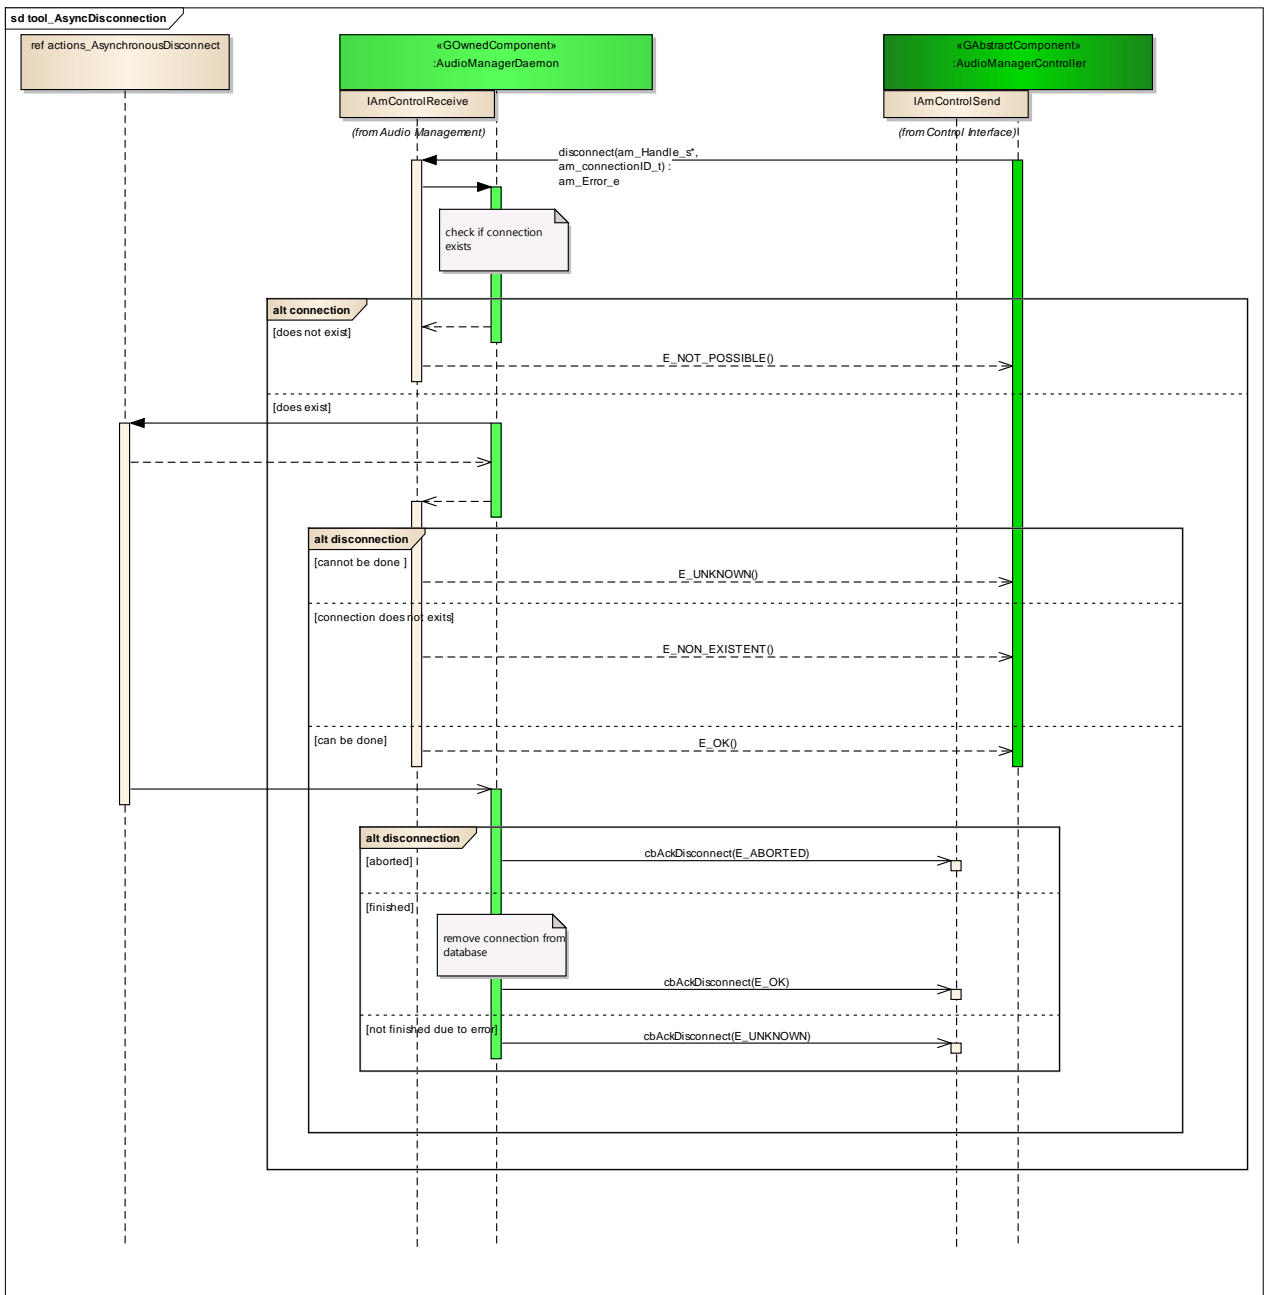 sd tool_AsyncDisconnection
ref actions_AsynchronousDisconnect
«GOwnedComponent»
:AudioManagerDaemon
«GAbstractComponent»
:AudioManagerController
IAmControlReceive
IAmControlSend
(from Audio Management)
(from Control Interface)
disconnect(am_Handle_s*,
am_connectionID_t) :
am_Error_e
check if connection
exists
alt connection
[does not exist]
E_NOT_POSSIBLE()
[does exist]
alt disconnection
[cannot be done ]
E_UNKNOWN()
[connection does not exits]
E_NON_EXISTENT()
[can be done]
E_OK()
alt disconnection
[aborted]
cbAckDisconnect(E_ABORTED)
[finished]
remove connection from
database
cbAckDisconnect(E_OK)
[not finished due to error]
cbAckDisconnect(E_UNKNOWN)